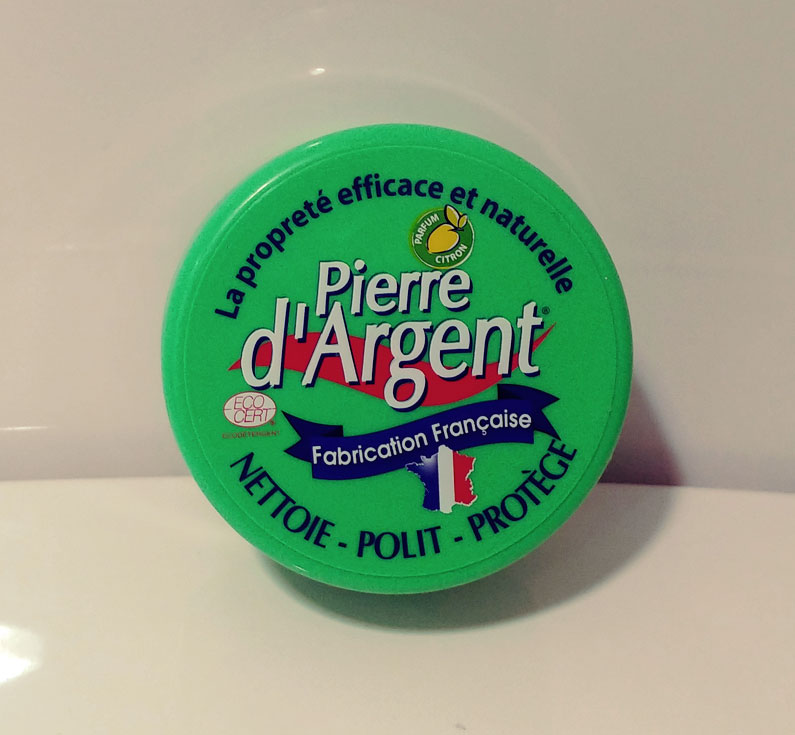 La propreté efficace et naturelle
PARFUM
CITRON
Pierre
d'Argent®
ECO
CERT
®
Fabrication Française
NETTOIE - POLIT - PROTÈGE